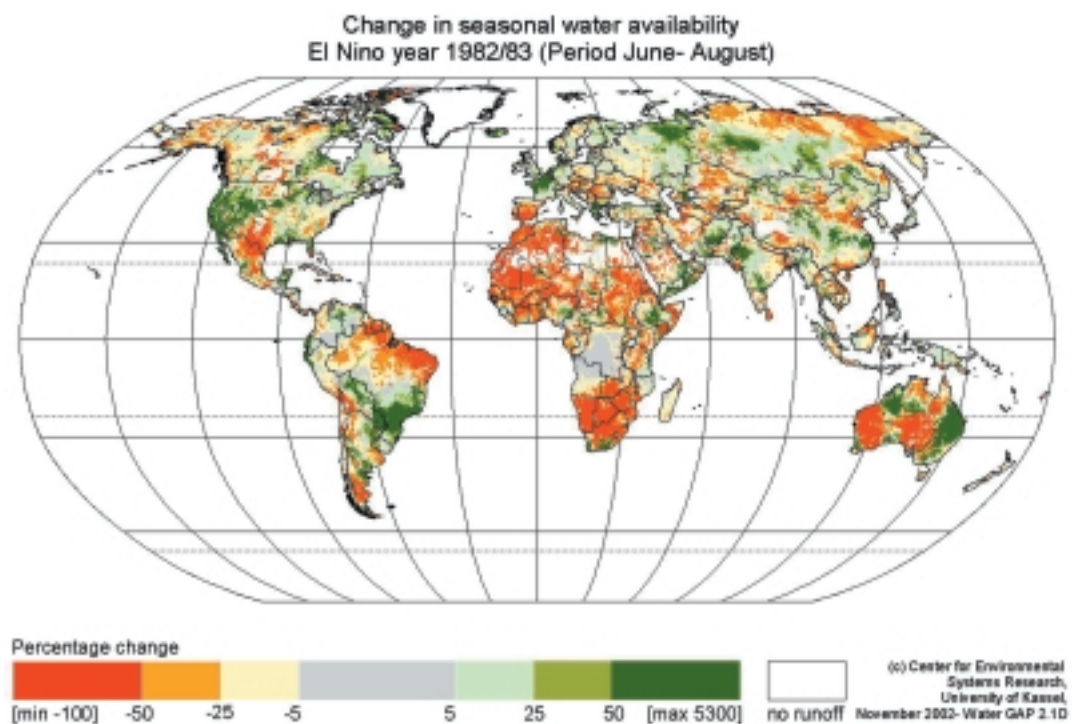 Change in seasonal water availability
El Nino year 1982/83 (Period June- August)
Percentage change
[min -100] -50 -25 -5 5 25 50 [max 5300]
no runoff
(c) Center for Environmental
Systems Research,
University of Kassel,
November 2002- Water GAP 2.1D